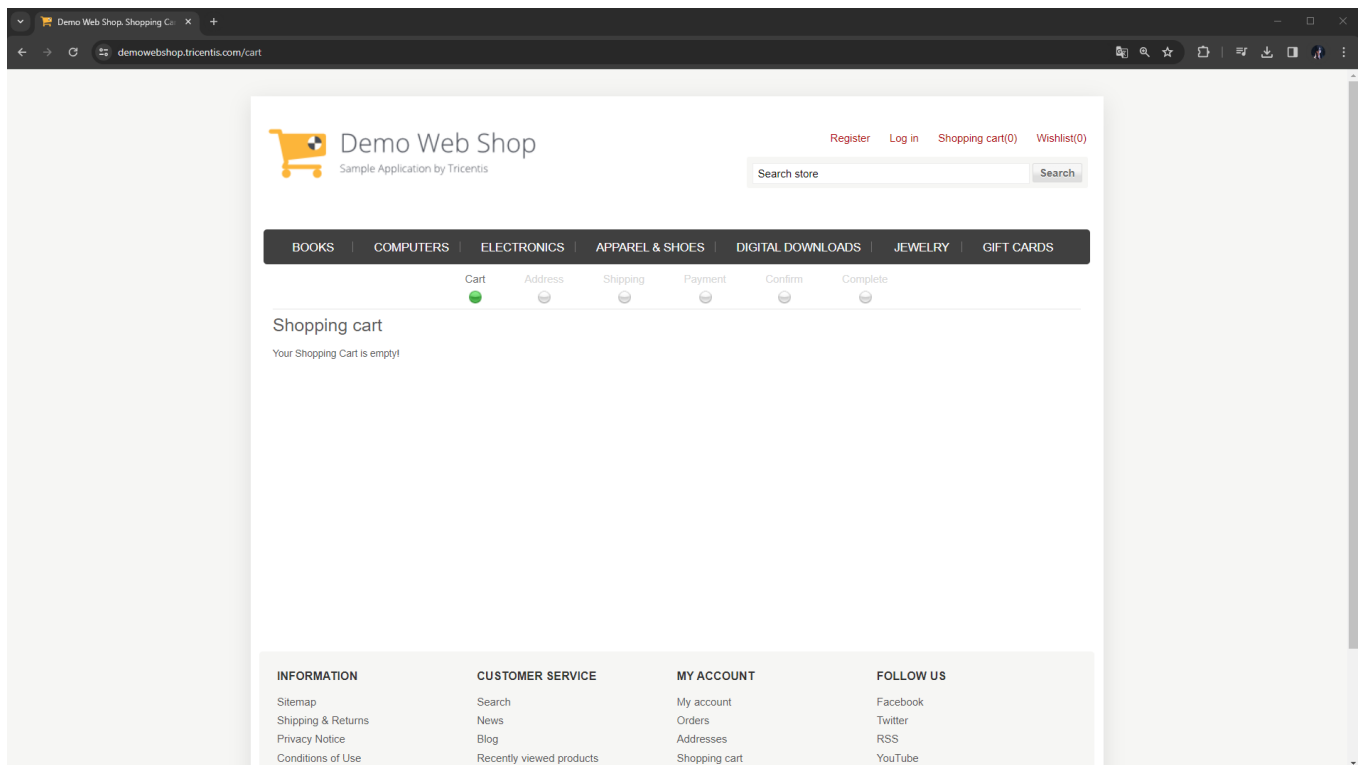 Demo Web Shop. Shopping Ca
demowebshop.tricentis.com/cart
Demo Web Shop
Sample Application by Tricentis
Register Log in Shopping cart(0) Wishlist(0)
Search store Search
BOOKS COMPUTERS ELECTRONICS APPAREL & SHOES DIGITAL DOWNLOADS JEWELRY GIFT CARDS
Cart Address Shipping Payment Confirm Complete
Shopping cart
Your Shopping Cart is empty!
INFORMATION CUSTOMER SERVICE MY ACCOUNT FOLLOW US
Sitemap Search My account Facebook
Shipping & Returns News Orders Twitter
Privacy Notice Blog Addresses RSS
Conditions of Use Recently viewed products Shopping cart YouTube